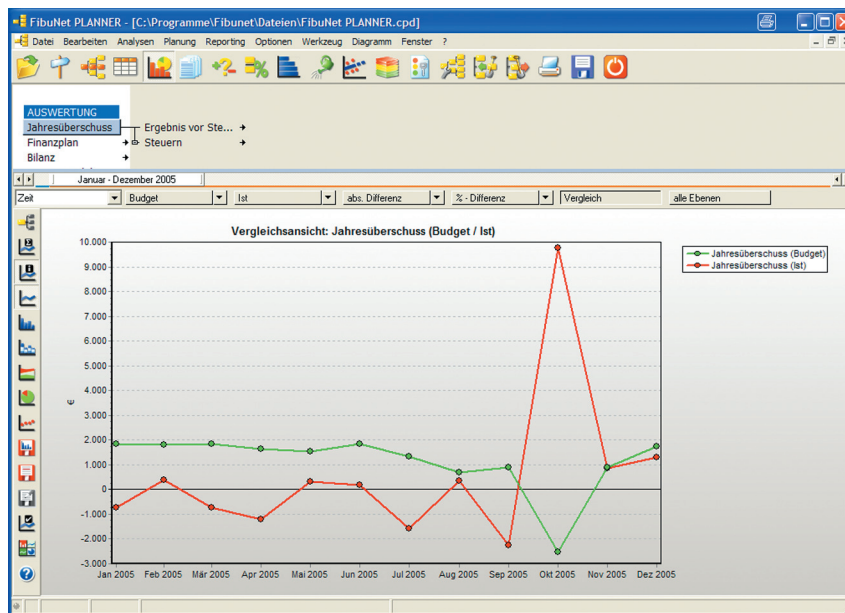 FibuNet PLANNER - [C:\Programme\Fibunet\Dateien\FibuNet PLANNER.cpd]
Datei Bearbeiten Analysen Planung Reporting Optionen Werkzeug Diagramm Fenster ?
AUSWERTUNG
Jahresüberschuss
Ergebnis vor Ste...
Finanzplan
Steuern
Bilanz
Januar - Dezember 2005
Zeit Budget Ist abs. Differenz % - Differenz Vergleich alle Ebenen
Vergleichsansicht: Jahresüberschuss (Budget / Ist)
Jahresüberschuss (Budget)
Jahresüberschuss (Ist)
10.000
9.000
8.000
7.000
6.000
5.000
4.000
3.000
2.000
1.000
0
-1.000
-2.000
-3.000
€
Jan 2005 Feb 2005 Mär 2005 Apr 2005 Mai 2005 Jun 2005 Jul 2005 Aug 2005 Sep 2005 Okt 2005 Nov 2005 Dez 2005